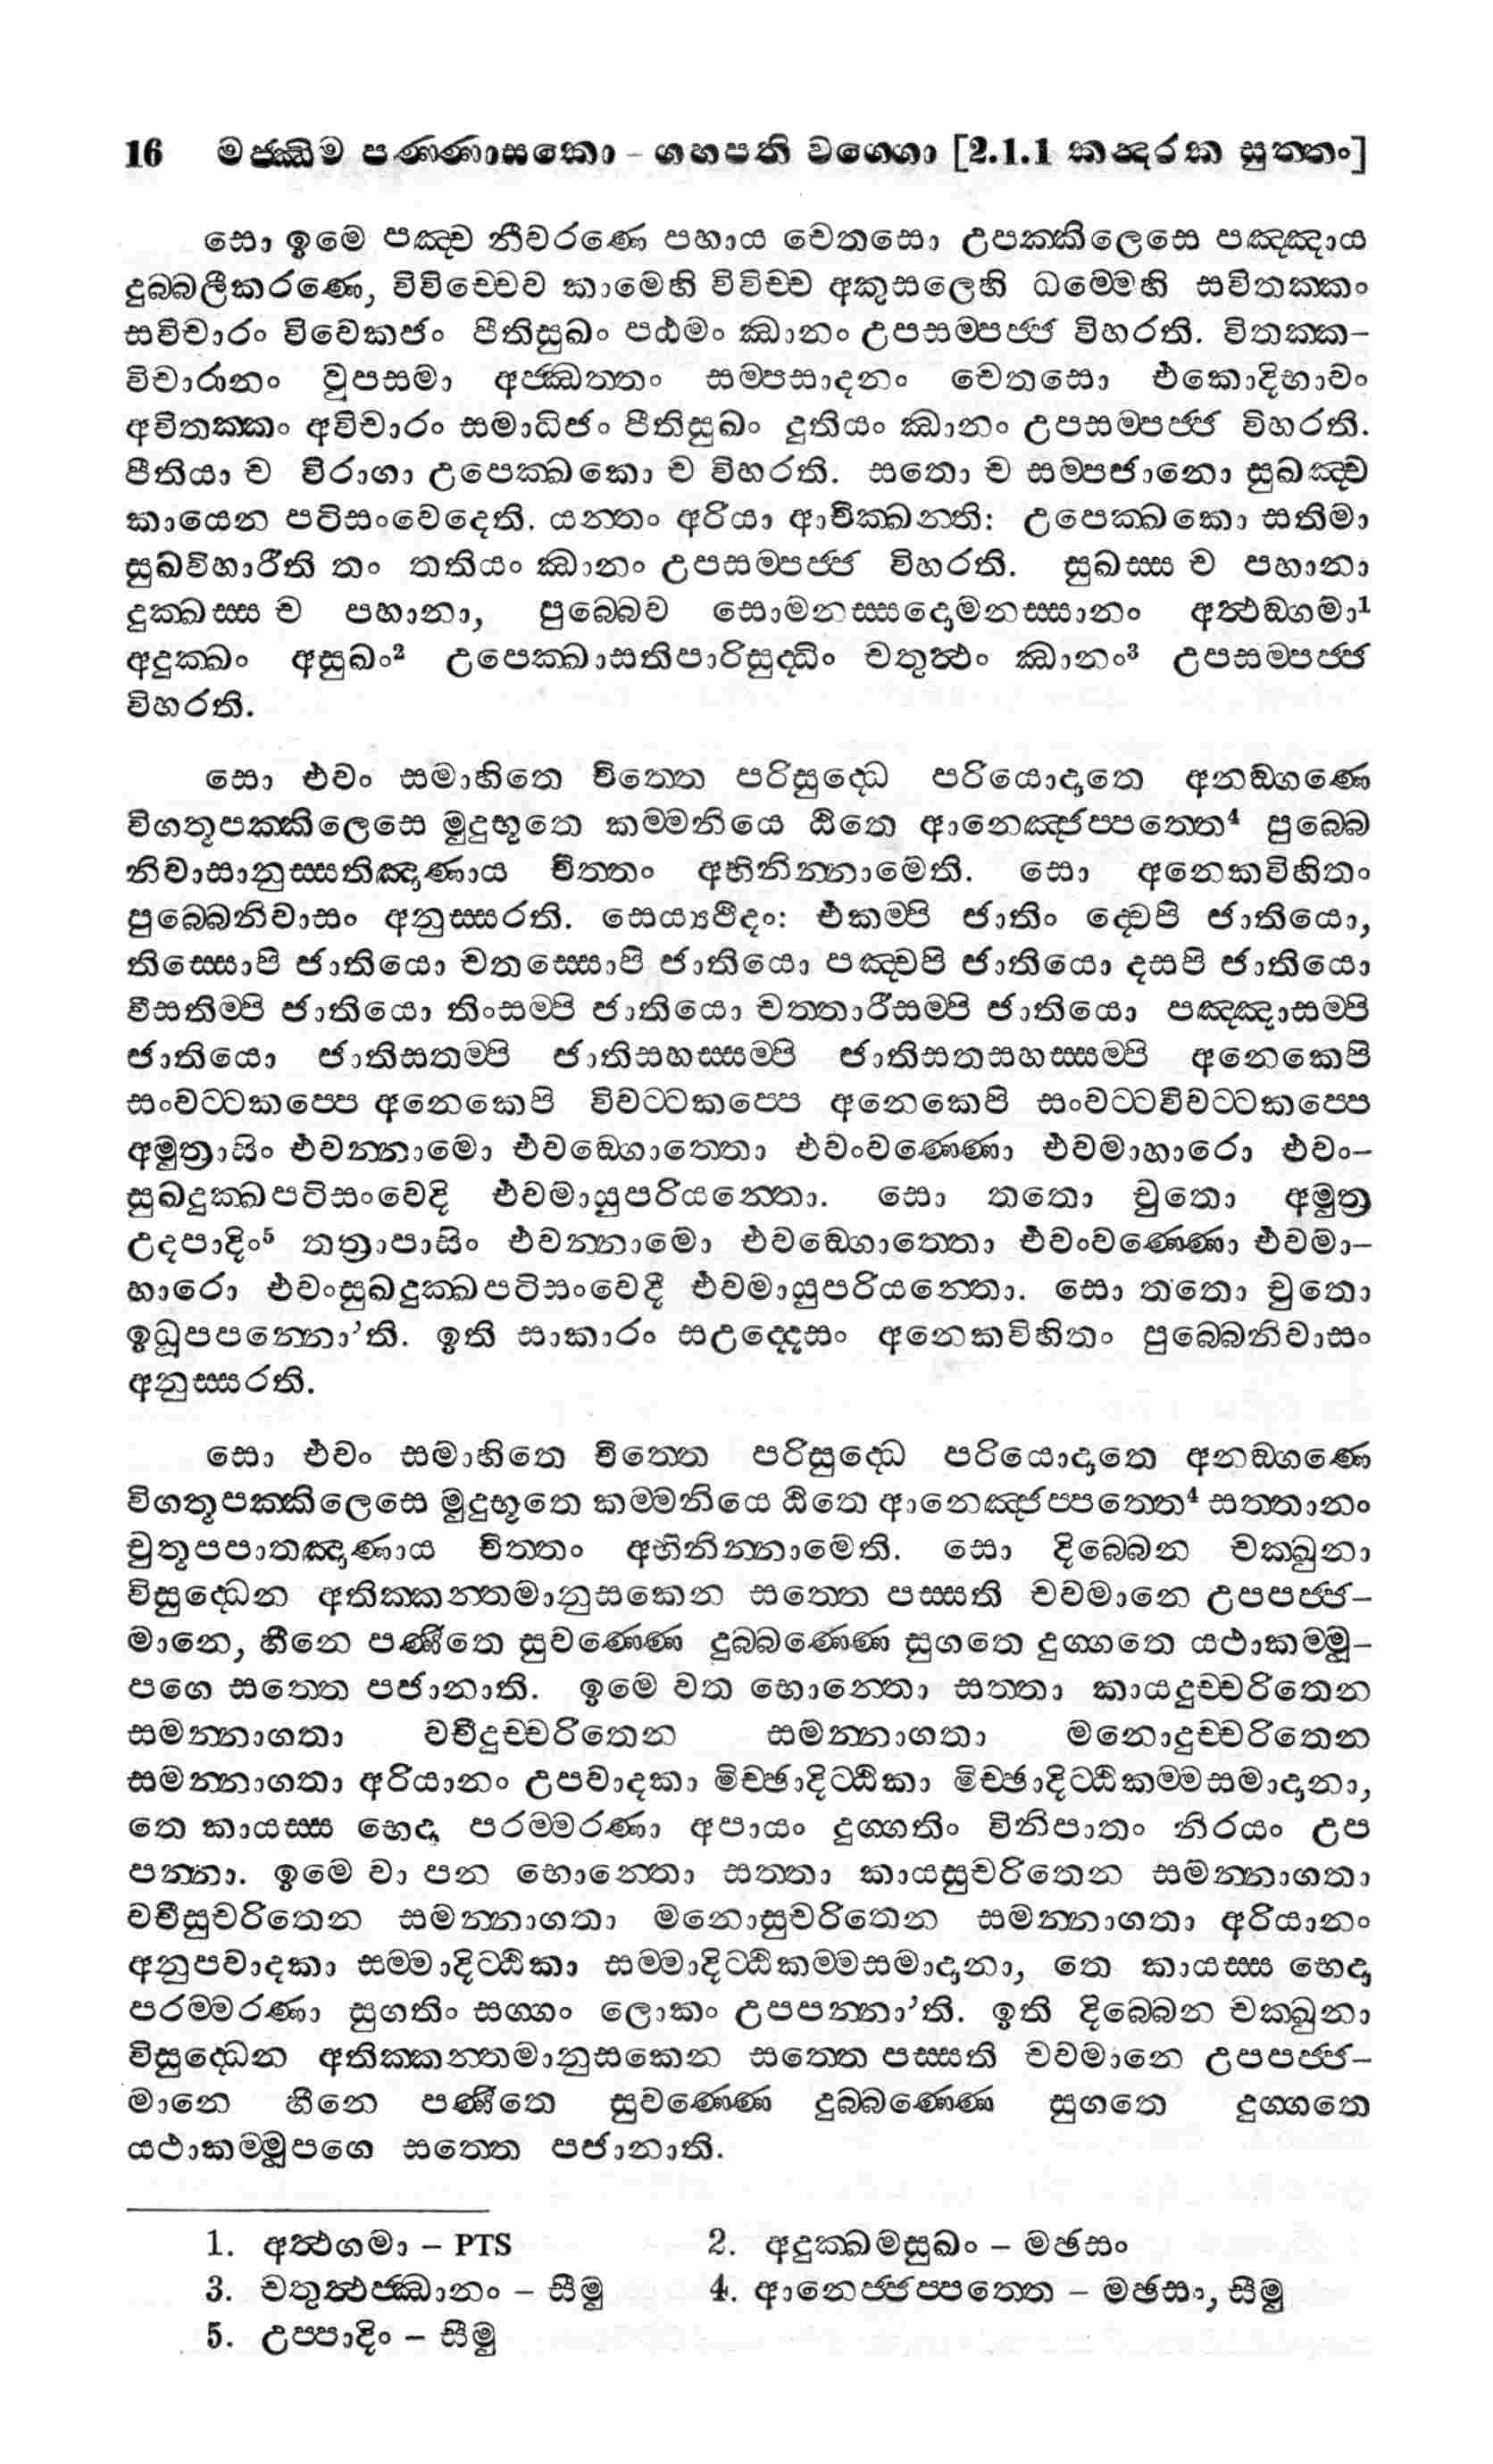 16 මජ්ඣිම පණ්ණාසකො - ගහපති වග්ගො [2.1.1 කන්දරක සුත්තං]
සො ඉමෙ පඤ්ච නීවරණෙ පහාය චෙතසො උපක්කිලෙසෙ පඤ්ඤාය
දුබ්බලීකරණෙ, විවිච්චෙව කාමෙහි විවිච්ච අකුසලෙහි ධම්මෙහි සවිතක්කං
සවිචාරං විවෙකජං පීතිසුඛං පඨමං ඣානං උපසම්පජ්ජ විහරති. විතක්ක-
විචාරානං වූපසමා අජ්ඣත්තං සම්පසාදනං චෙතසො එකොදිභාවං
අවිතක්කං අවිචාරං සමාධිජං පීතිසුඛං දුතියං ඣානං උපසම්පජ්ජ විහරති.
පීතියා ච විරාගා උපෙක්ඛකො ච විහරති. සතො ච සම්පජානො සුඛඤ්ච
කායෙන පටිසංවෙදෙති. යන්තං අරියා ආචික්ඛන්ති: උපෙක්ඛකො සතිමා
සුඛවිහාරීති තං තතියං ඣානං උපසම්පජ්ජ විහරති. සුඛස්ස ච පහානා
දුක්ඛස්ස ච පහානා, පුබ්බෙව සොමනස්සදොමනස්සානං අත්ථඞ්ගමා¹
අදුක්ඛං අසුඛං² උපෙක්ඛාසතිපාරිසුද්ධිං චතුත්ථං ඣානං³ උපසම්පජ්ජ
විහරති.
සො එවං සමාහිතෙ චිත්තෙ පරිසුද්ධෙ පරියොදාතෙ අනඞ්ගණෙ
විගතූපක්කිලෙසෙ මුදුභූතෙ කම්මනියෙ ඨිතෙ ආනෙඤ්ජප්පත්තෙ⁴ පුබ්බෙ
නිවාසානුස්සතිඤාණාය චිත්තං අභිනින්නාමෙති. සො අනෙකවිහිතං
පුබ්බෙනිවාසං අනුස්සරති. සෙය්‍යථීදං: එකම්පි ජාතිං ද්වෙපි ජාතියො,
තිස්සොපි ජාතියො චතස්සොපි ජාතියො පඤ්චපි ජාතියො දසපි ජාතියො
වීසතිම්පි ජාතියො තිංසම්පි ජාතියො චත්තාරීසම්පි ජාතියො පඤ්ඤාසම්පි
ජාතියො ජාතිසතම්පි ජාතිසහස්සම්පි ජාතිසතසහස්සම්පි අනෙකෙපි
සංවට්ටකප්පෙ අනෙකෙපි විවට්ටකප්පෙ අනෙකෙපි සංවට්ටවිවට්ටකප්පෙ
අමුත්‍රාසිං එවන්නාමො එවඞ්ගොත්තො එවංවණ්ණො එවමාහාරො එවං-
සුඛදුක්ඛපටිසංවෙදි එවමායුපරියන්තො. සො තතො චුතො අමුත්‍ර
උදපාදිං⁵ තත්‍රාපාසිං එවන්නාමො එවඞ්ගොත්තො එවංවණ්ණො එවමා-
හාරො එවංසුඛදුක්ඛපටිසංවෙදී එවමායුපරියන්තො. සො තතො චුතො
ඉධූපපන්නො'ති. ඉති සාකාරං සඋද්දෙසං අනෙකවිහිතං පුබ්බෙනිවාසං
අනුස්සරති.
සො එවං සමාහිතෙ චිත්තෙ පරිසුද්ධෙ පරියොදාතෙ අනඞ්ගණෙ
විගතූපක්කිලෙසෙ මුදුභූතෙ කම්මනියෙ ඨිතෙ ආනෙඤ්ජප්පත්තෙ⁴ සත්තානං
චුතූපපාතඤාණාය චිත්තං අභිනින්නාමෙති. සො දිබ්බෙන චක්ඛුනා
විසුද්ධෙන අතික්කන්තමානුසකෙන සත්තෙ පස්සති චවමානෙ උපපජ්ජ-
මානෙ, හීනෙ පණීතෙ සුවණ්ණෙ දුබ්බණ්ණෙ සුගතෙ දුග්ගතෙ යථාකම්මූ-
පගෙ සත්තෙ පජානාති. ඉමෙ වත භොන්තො සත්තා කායදුච්චරිතෙන
සමන්නාගතා වචීදුච්චරිතෙන සමන්නාගතා මනොදුච්චරිතෙන
සමන්නාගතා අරියානං උපවාදකා මිච්ඡාදිට්ඨිකා මිච්ඡාදිට්ඨිකම්මසමාදානා,
තෙ කායස්ස භෙදා පරම්මරණා අපායං දුග්ගතිං විනිපාතං නිරයං උප
පන්නා. ඉමෙ වා පන භොන්තො සත්තා කායසුචරිතෙන සමන්නාගතා
වචීසුචරිතෙන සමන්නාගතා මනොසුචරිතෙන සමන්නාගතා අරියානං
අනුපවාදකා සම්මාදිට්ඨිකා සම්මාදිට්ඨිකම්මසමාදානා, තෙ කායස්ස භෙදා
පරම්මරණා සුගතිං සග්ගං ලොකං උපපන්නා'ති. ඉති දිබ්බෙන චක්ඛුනා
විසුද්ධෙන අතික්කන්තමානුසකෙන සත්තෙ පස්සති චවමානෙ උපපජ්ජ-
මානෙ හීනෙ පණීතෙ සුවණ්ණෙ දුබ්බණ්ණෙ සුගතෙ දුග්ගතෙ
යථාකම්මූපගෙ සත්තෙ පජානාති.
1. අත්ථගමා - PTS 2. අදුක්ඛමසුඛං - මඡසං
3. චතුත්ථජ්ඣානං - සීමු 4. ආනෙජ්ජප්පත්තෙ - මඡසං, සීමු
5. උප්පාදිං - සීමු